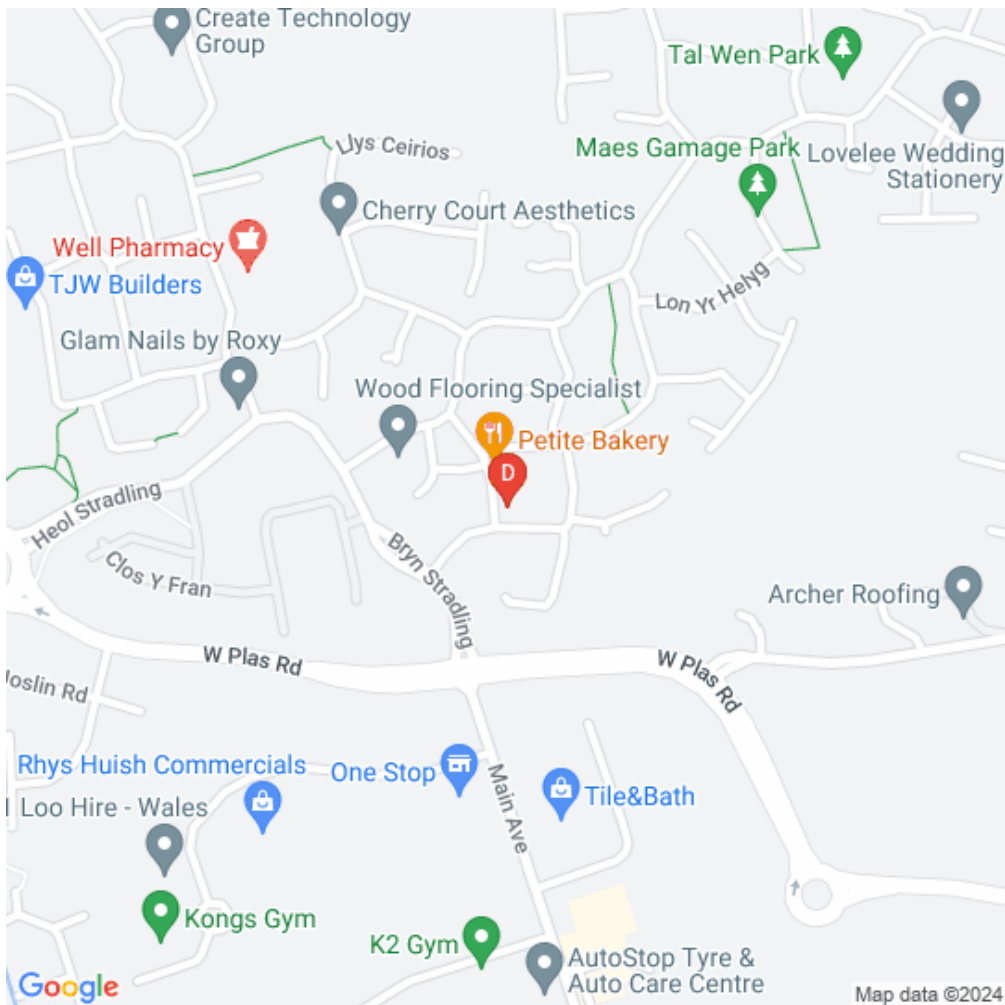 Create Technology
Group
Tal Wen Park
Llys Ceirios
Maes Gamage Park
Lovelee Wedding
Stationery
Cherry Court Aesthetics
Well Pharmacy
TJW Builders
Lon Yr Helyg
Glam Nails by Roxy
Wood Flooring Specialist
Petite Bakery
D
Heol Stradling
Clos Y Fran
Bryn Stradling
Archer Roofing
W Plas Rd
W Plas Rd
Joslin Rd
Rhys Huish Commercials
One Stop
Main Ave
Tile&Bath
Loo Hire - Wales
Kongs Gym
K2 Gym
AutoStop Tyre &
Auto Care Centre
Google
Map data ©2024